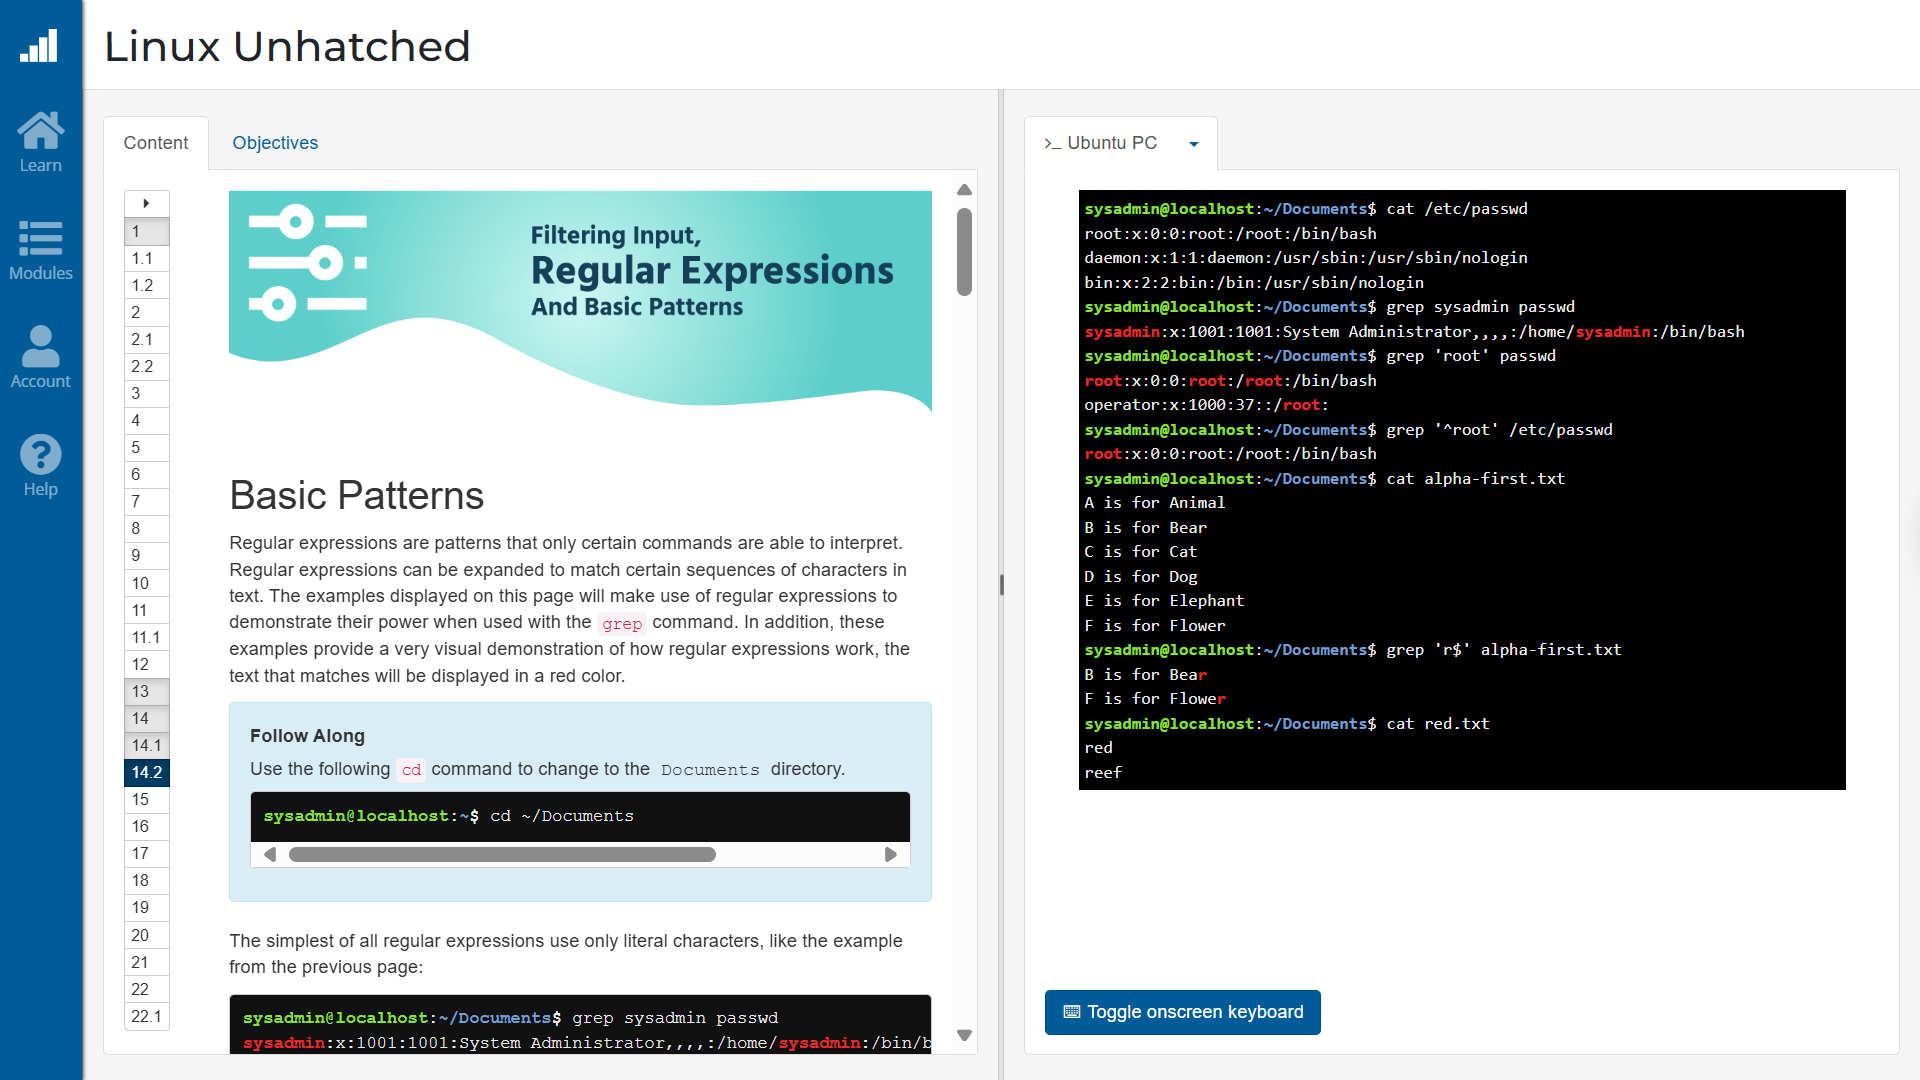 Linux Unhatched
Learn
Modules
Account
Help
Content
Objectives
1
1.1
1.2
2
2.1
2.2
3
4
5
6
7
8
9
10
11
11.1
12
13
14
14.1
14.2
15
16
17
18
19
20
21
22
22.1
Filtering Input,
Regular Expressions
And Basic Patterns
Basic Patterns
Regular expressions are patterns that only certain commands are able to interpret.
Regular expressions can be expanded to match certain sequences of characters in
text. The examples displayed on this page will make use of regular expressions to
demonstrate their power when used with the grep command. In addition, these
examples provide a very visual demonstration of how regular expressions work, the
text that matches will be displayed in a red color.
Follow Along
Use the following cd command to change to the Documents directory.
sysadmin@localhost:~$ cd ~/Documents
The simplest of all regular expressions use only literal characters, like the example
from the previous page:
sysadmin@localhost:~/Documents$ grep sysadmin passwd
sysadmin:x:1001:1001:System Administrator,,,,:/home/sysadmin:/bin/b
>_ Ubuntu PC
sysadmin@localhost:~/Documents$ cat /etc/passwd
root:x:0:0:root:/root:/bin/bash
daemon:x:1:1:daemon:/usr/sbin:/usr/sbin/nologin
bin:x:2:2:bin:/bin:/usr/sbin/nologin
sysadmin@localhost:~/Documents$ grep sysadmin passwd
sysadmin:x:1001:1001:System Administrator,,,,:/home/sysadmin:/bin/bash
sysadmin@localhost:~/Documents$ grep 'root' passwd
root:x:0:0:root:/root:/bin/bash
operator:x:1000:37::/root:
sysadmin@localhost:~/Documents$ grep '^root' /etc/passwd
root:x:0:0:root:/root:/bin/bash
sysadmin@localhost:~/Documents$ cat alpha-first.txt
A is for Animal
B is for Bear
C is for Cat
D is for Dog
E is for Elephant
F is for Flower
sysadmin@localhost:~/Documents$ grep 'r$' alpha-first.txt
B is for Bear
F is for Flower
sysadmin@localhost:~/Documents$ cat red.txt
red
reef
Toggle onscreen keyboard